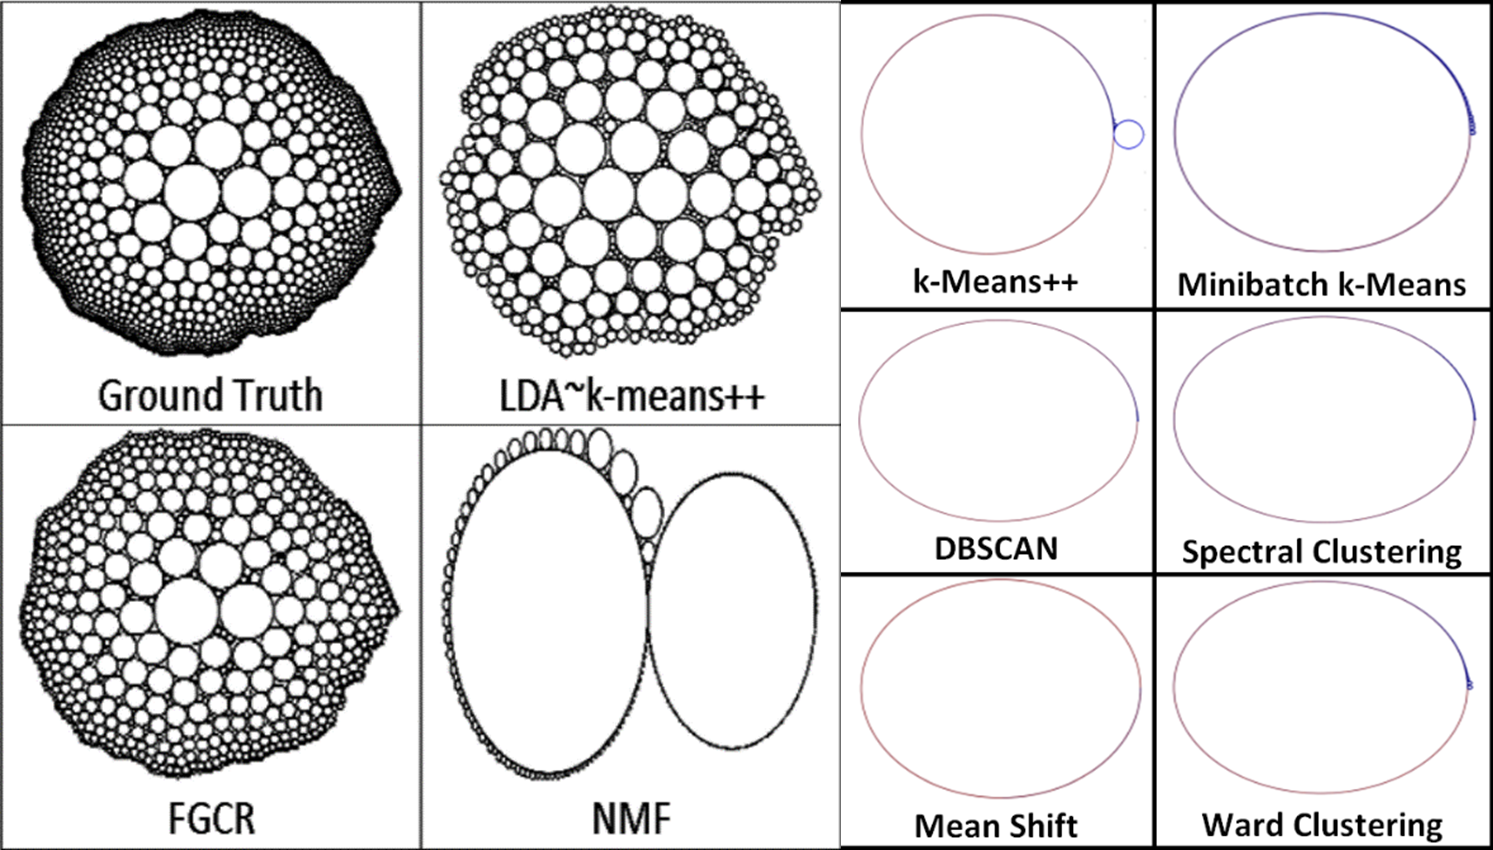 Ground Truth
LDA~k-means++
FGCR
NMF
k-Means++
Minibatch k-Means
DBSCAN
Spectral Clustering
Mean Shift
Ward Clustering